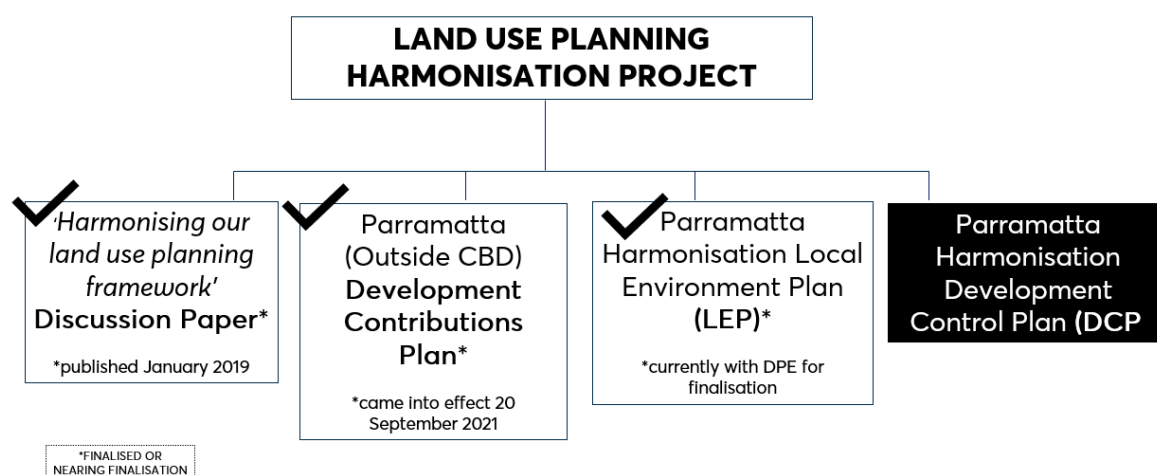 LAND USE PLANNING
HARMONISATION PROJECT
'Harmonising our
land use planning
framework'
Discussion Paper*
*published January 2019
Parramatta
(Outside CBD)
Development
Contributions
Plan*
*came into effect 20
September 2021
Parramatta
Harmonisation Local
Environment Plan
(LEP)*
*currently with DPE for
finalisation
Parramatta
Harmonisation
Development
Control Plan (DCP
*FINALISED OR
NEARING FINALISATION